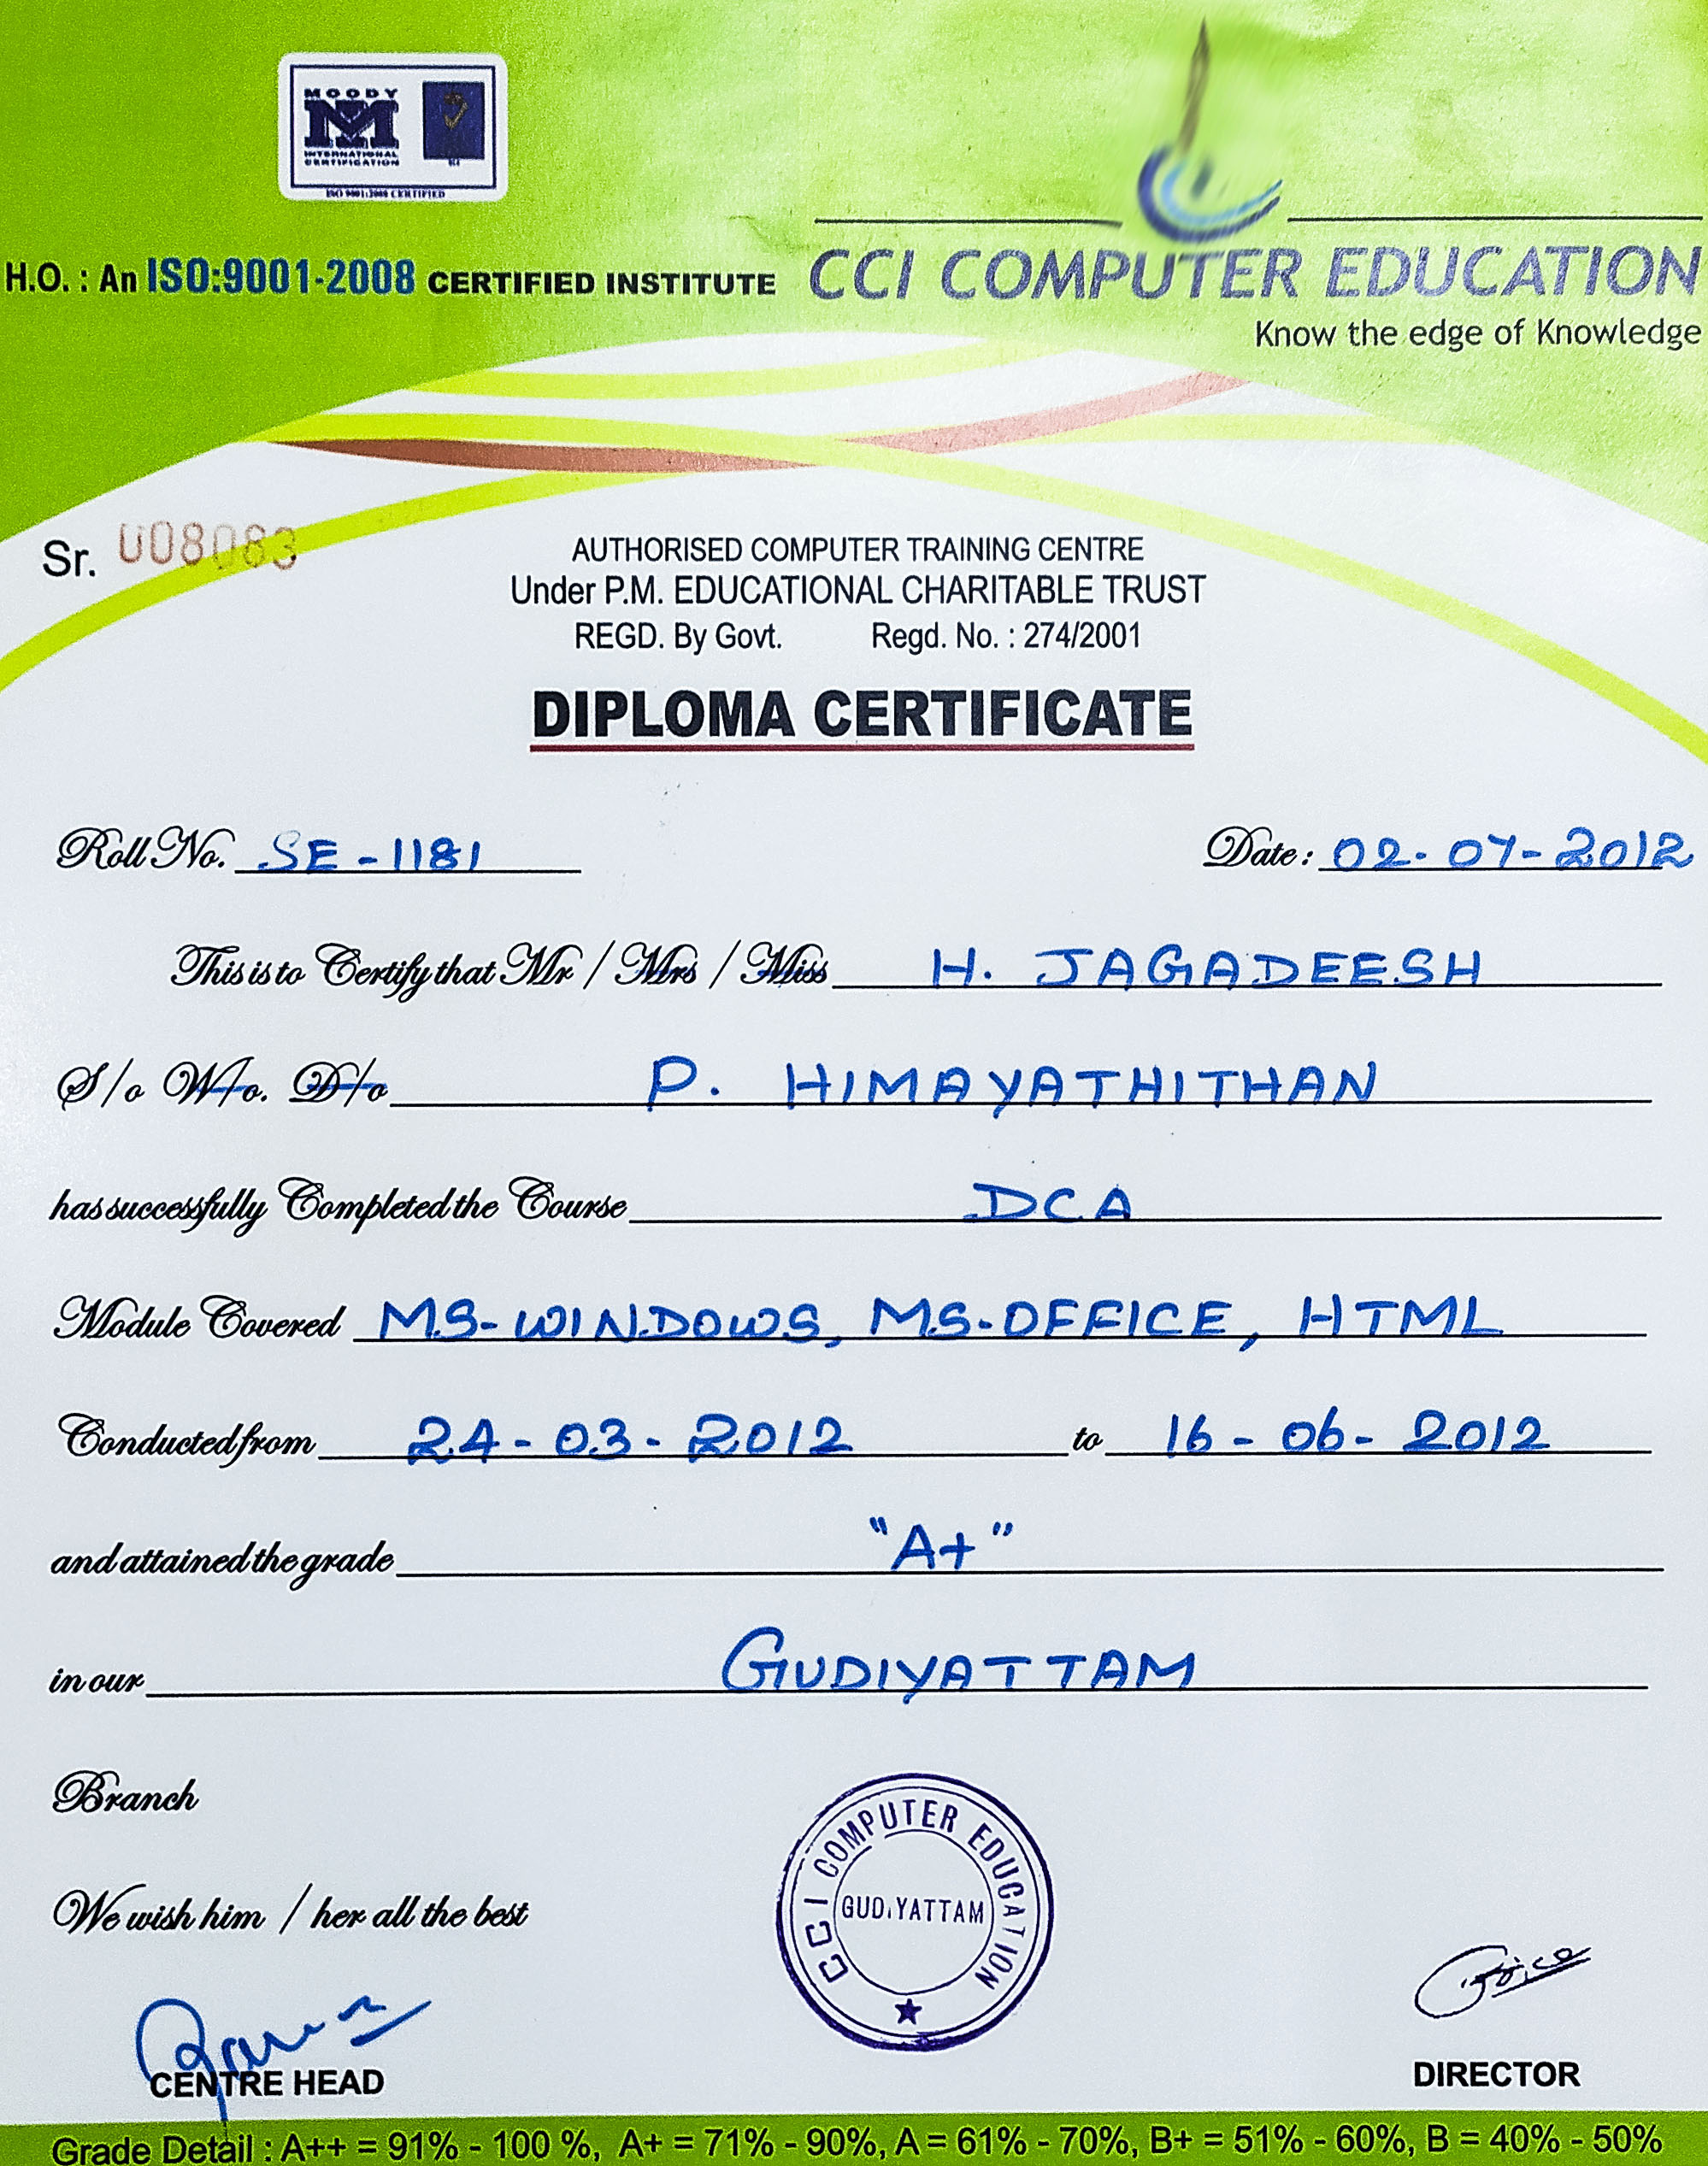 MOODY
INTERNATIONAL
CERTIFICATION
ISO 9001:2008 CERTIFIED
H.O. : An ISO:9001-2008 CERTIFIED INSTITUTE
CCI COMPUTER EDUCATION
Know the edge of Knowledge
Sr. 008083
AUTHORISED COMPUTER TRAINING CENTRE
Under P.M. EDUCATIONAL CHARITABLE TRUST
REGD. By Govt. Regd. No. : 274/2001
DIPLOMA CERTIFICATE
Roll No. SE-1181 Date: 02-07-2012
This is to Certify that Mr / Mrs / Miss H. JAGADEESH
S/o W/o. D/o P. HIMAYATHITHAN
has successfully Completed the Course DCA
Module Covered MS-WINDOWS, MS-OFFICE, HTML
Conducted from 24-03-2012 to 16-06-2012
and attained the grade "A+"
in our GUDIYATTAM
Branch
We wish him / her all the best
CCI COMPUTER EDUCATION
GUDIYATTAM
CENTRE HEAD
DIRECTOR
Grade Detail : A++ = 91% - 100 %, A+ = 71% - 90%, A = 61% - 70%, B+ = 51% - 60%, B = 40% - 50%